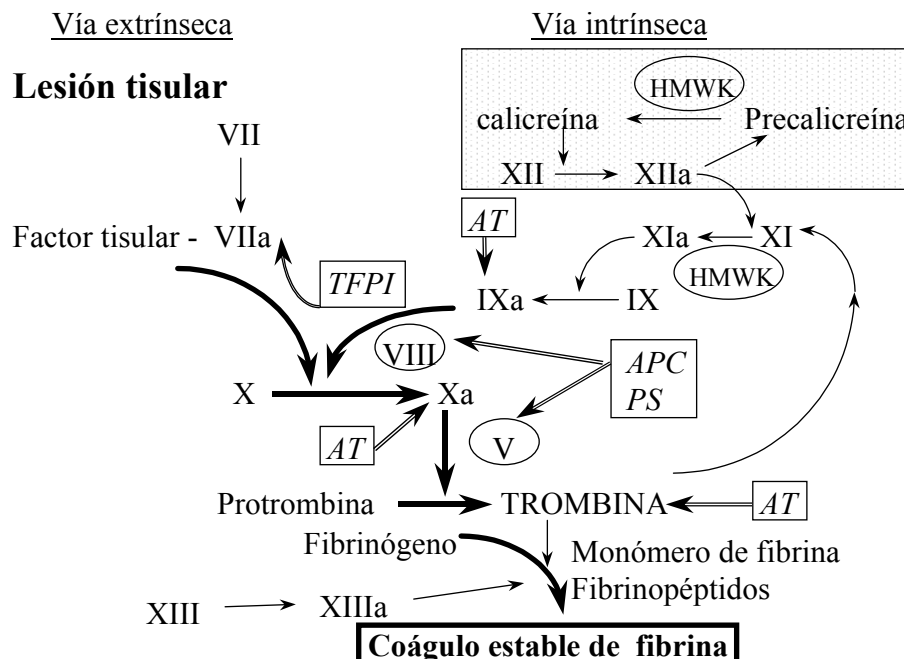 Vía extrínseca
Vía intrínseca
Lesión tisular
HMWK
calicreína
Precalicreína
VII
XII
XIIa
AT
Factor tisular - VIIa
XIa
XI
TFPI
HMWK
IXa
IX
VIII
APC
PS
X
Xa
AT
V
Protrombina
TROMBINA
AT
Fibrinógeno
Monómero de fibrina
Fibrinopéptidos
XIII
XIIIa
Coágulo estable de fibrina